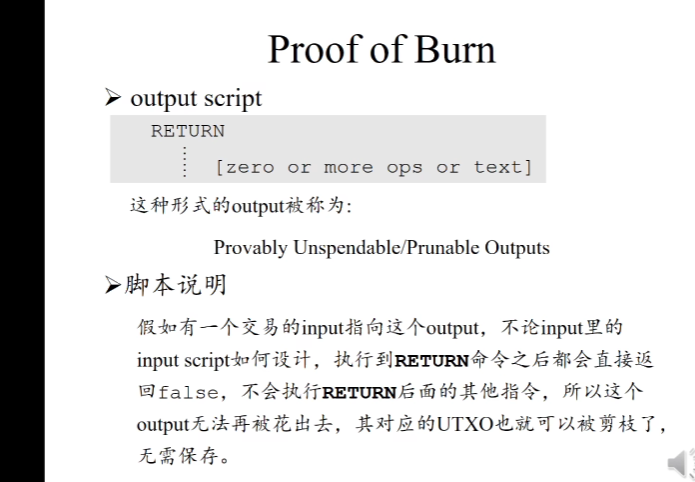 Proof of Burn
➢ output script
RETURN
[zero or more ops or text]
这种形式的output被称为:
Provably Unspendable/Prunable Outputs
➢脚本说明
假如有一个交易的input指向这个output，不论input里的
input script如何设计，执行到RETURN命令之后都会直接返
回false，不会执行RETURN后面的其他指令，所以这个
output无法再被花出去，其对应的UTXO也就可以被剪枝了，
无需保存。